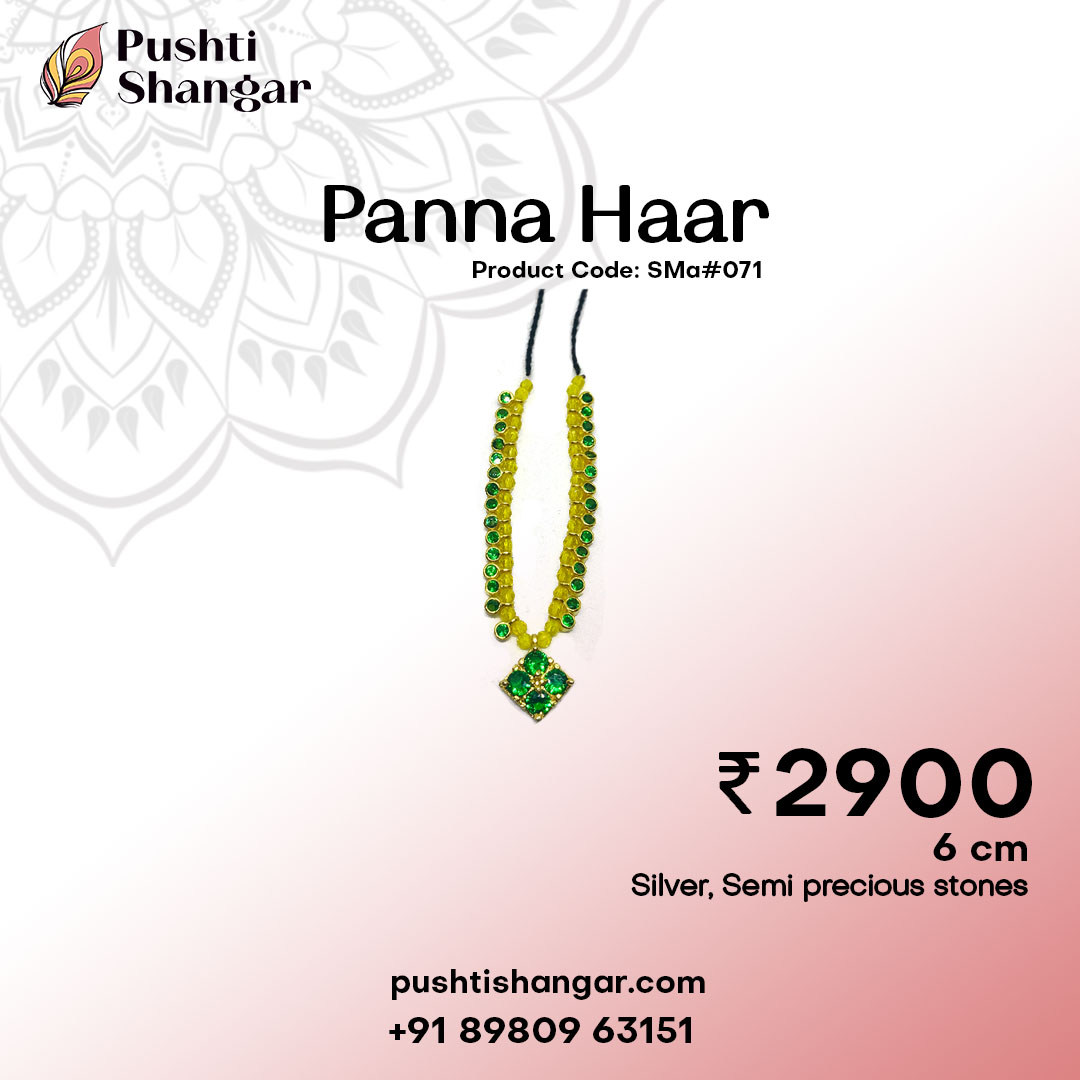 Pushti
Shangar
Panna Haar
Product Code: SMa#071
₹2900
6 cm
Silver, Semi precious stones
pushtishangar.com
+91 89809 63151